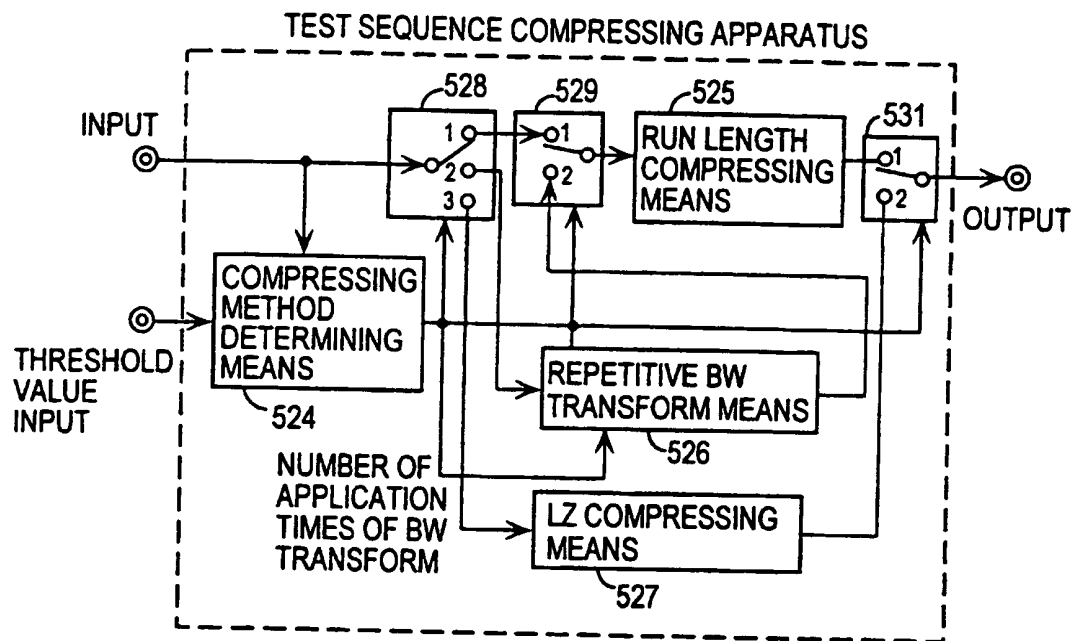 TEST SEQUENCE COMPRESSING APPARATUS
INPUT
528
1
2
3
529
1
2
525
RUN LENGTH
COMPRESSING
MEANS
531
1
2
OUTPUT
THRESHOLD
VALUE
INPUT
COMPRESSING
METHOD
DETERMINING
MEANS
524
REPETITIVE BW
TRANSFORM MEANS
526
NUMBER OF
APPLICATION
TIMES OF BW
TRANSFORM
LZ COMPRESSING
MEANS
527